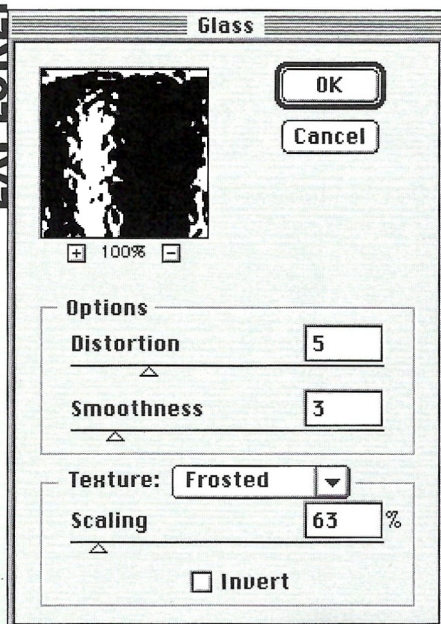 Glass
OK
Cancel
+ 100% -
Options
Distortion 5
Smoothness 3
Texture: Frosted
Scaling 63 %
Invert